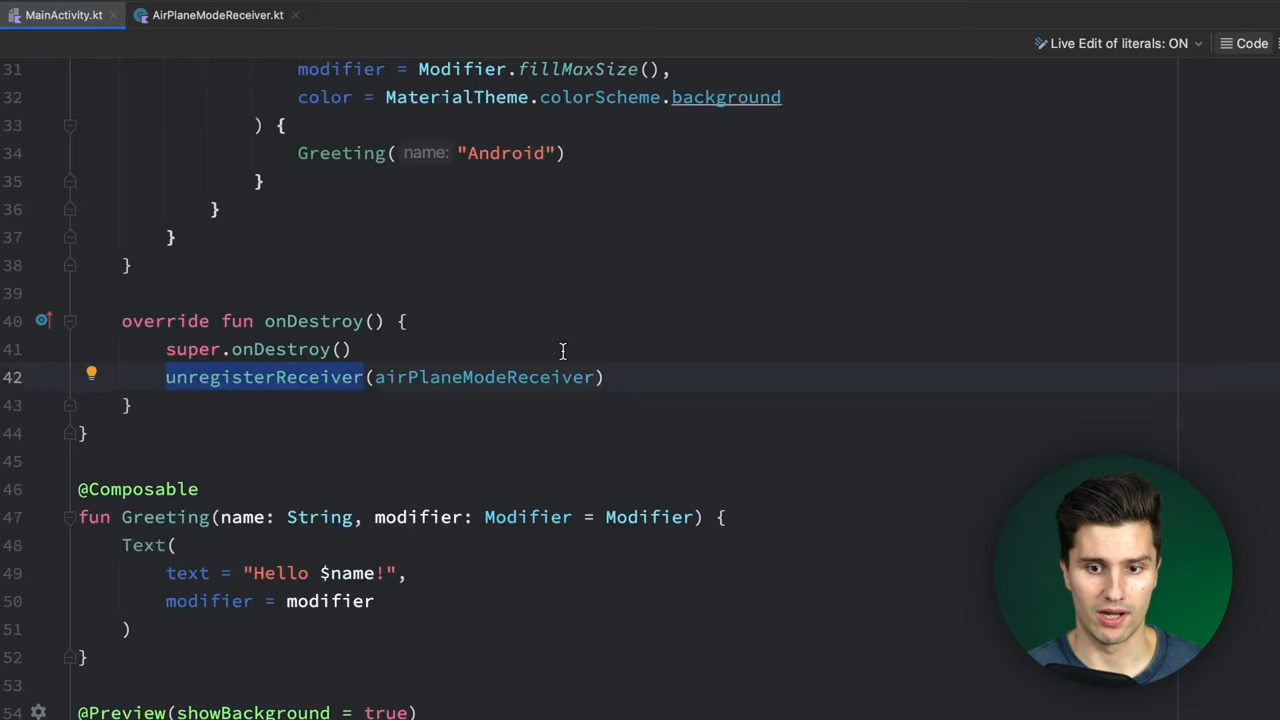 MainActivity.kt
AirPlaneModeReceiver.kt
Live Edit of literals: ON
Code
31 modifier = Modifier.fillMaxSize(),
32 color = MaterialTheme.colorScheme.background
33 ) {
34 Greeting( name: "Android")
35 }
36 }
37 }
38 }
39
40 override fun onDestroy() {
41 super.onDestroy()
42 unregisterReceiver(airPlaneModeReceiver)
43 }
44 }
45
46 @Composable
47 fun Greeting(name: String, modifier: Modifier = Modifier) {
48 Text(
49 text = "Hello $name!",
50 modifier = modifier
51 )
52 }
53
54 @Preview(showBackground = true)